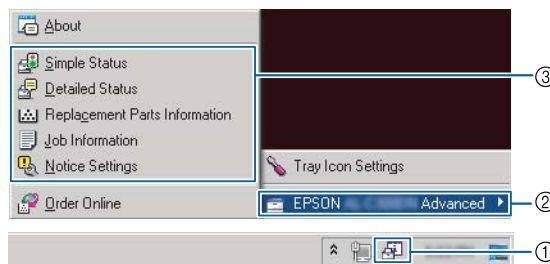 About
Simple Status
③
Detailed Status
Replacement Parts Information
Job Information
Notice Settings
Tray Icon Settings
Order Online
EPSON Advanced
②
①